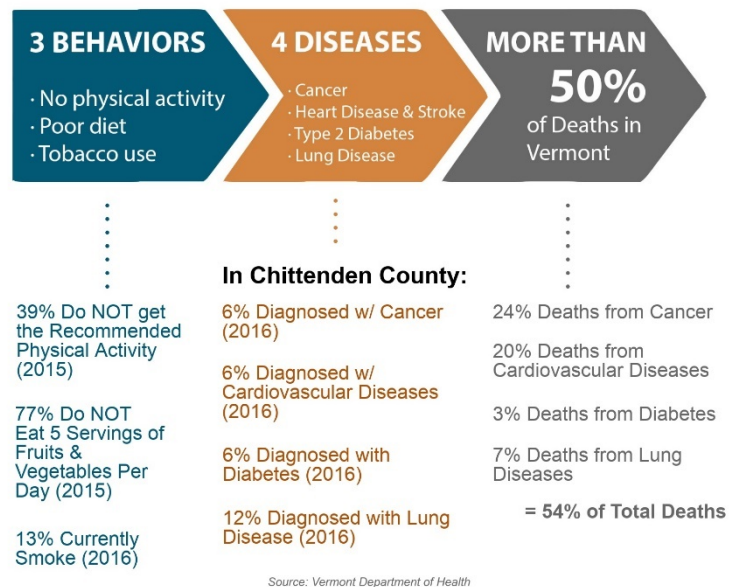 3 BEHAVIORS
· No physical activity
· Poor diet
· Tobacco use
4 DISEASES
· Cancer
· Heart Disease & Stroke
· Type 2 Diabetes
· Lung Disease
MORE THAN
50%
of Deaths in
Vermont
In Chittenden County:
39% Do NOT get
the Recommended
Physical Activity
(2015)
77% Do NOT
Eat 5 Servings of
Fruits &
Vegetables Per
Day (2015)
13% Currently
Smoke (2016)
6% Diagnosed w/ Cancer
(2016)
6% Diagnosed w/
Cardiovascular Diseases
(2016)
6% Diagnosed with
Diabetes (2016)
12% Diagnosed with Lung
Disease (2016)
24% Deaths from Cancer
20% Deaths from
Cardiovascular Diseases
3% Deaths from Diabetes
7% Deaths from Lung
Diseases
= 54% of Total Deaths
Source: Vermont Department of Health